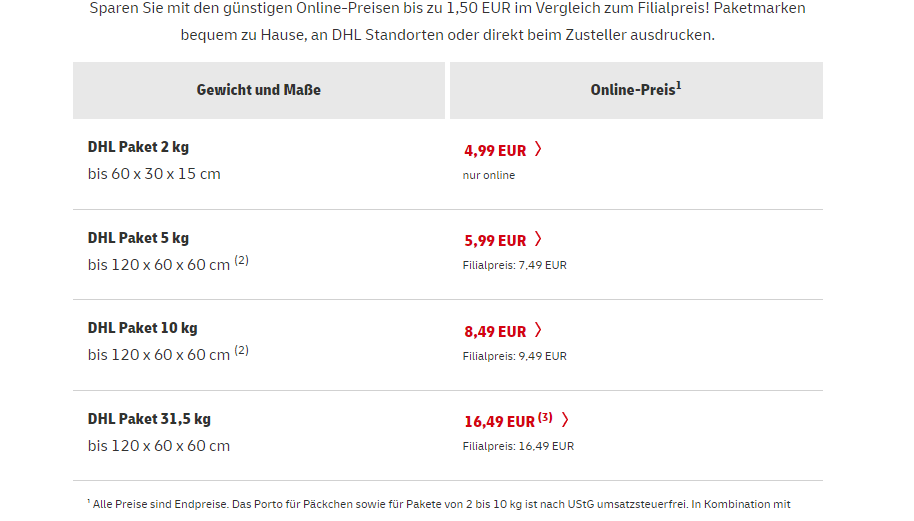 Sparen Sie mit den günstigen Online-Preisen bis zu 1,50 EUR im Vergleich zum Filialpreis! Paketmarken
bequem zu Hause, an DHL Standorten oder direkt beim Zusteller ausdrucken.
Gewicht und Maße
Online-Preis¹
DHL Paket 2 kg
bis 60 x 30 x 15 cm
4,99 EUR
nur online
DHL Paket 5 kg
bis 120 x 60 x 60 cm (2)
5,99 EUR
Filialpreis: 7,49 EUR
DHL Paket 10 kg
bis 120 x 60 x 60 cm (2)
8,49 EUR
Filialpreis: 9,49 EUR
DHL Paket 31,5 kg
bis 120 x 60 x 60 cm
16,49 EUR (3)
Filialpreis: 16,49 EUR
¹ Alle Preise sind Endpreise. Das Porto für Päckchen sowie für Pakete von 2 bis 10 kg ist nach UStG umsatzsteuerfrei. In Kombination mit